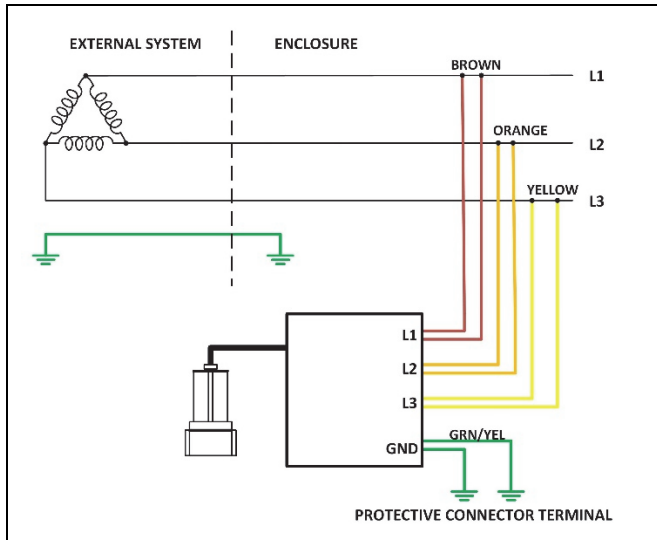 EXTERNAL SYSTEM
ENCLOSURE
BROWN
L1
ORANGE
L2
YELLOW
L3
L1
L2
L3
GRN/YEL
GND
PROTECTIVE CONNECTOR TERMINAL